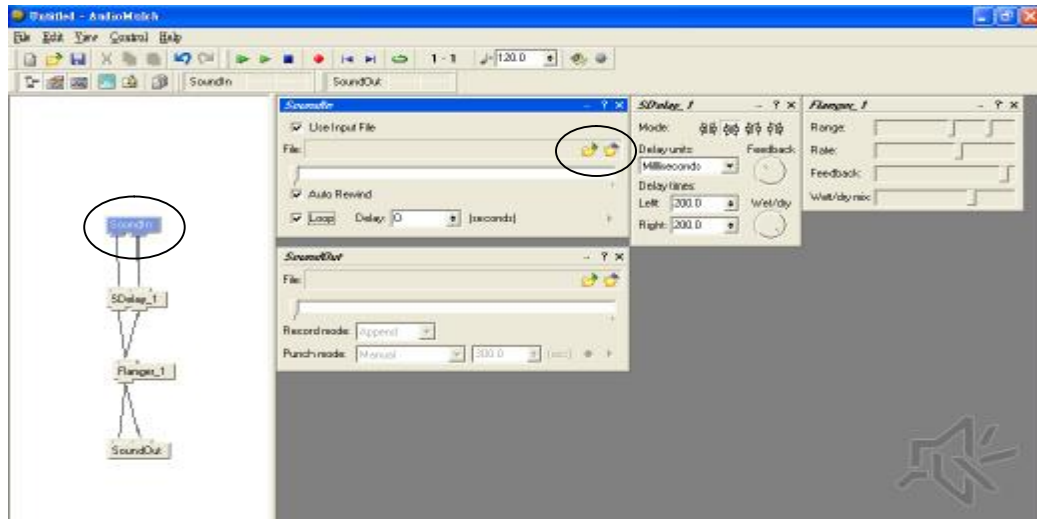 Untitled - AudioMulch
File Edit View Control Help
1 - 1 120.0
SoundIn SoundOut
SoundIn
Use Input File
File:
Auto Rewind
Loop Delay: 0 (seconds)
SDelay_1
Mode:
Delay units: Feedback:
Milliseconds
Delay times:
Left: 200.0 Wet/dry
Right: 200.0
Flanger_1
Range:
Rate:
Feedback:
Wet/dry mix:
SoundOut
File:
Record mode: Append
Punch mode: Manual 300.0 (sec)
SoundIn
SDelay_1
Flanger_1
SoundOut